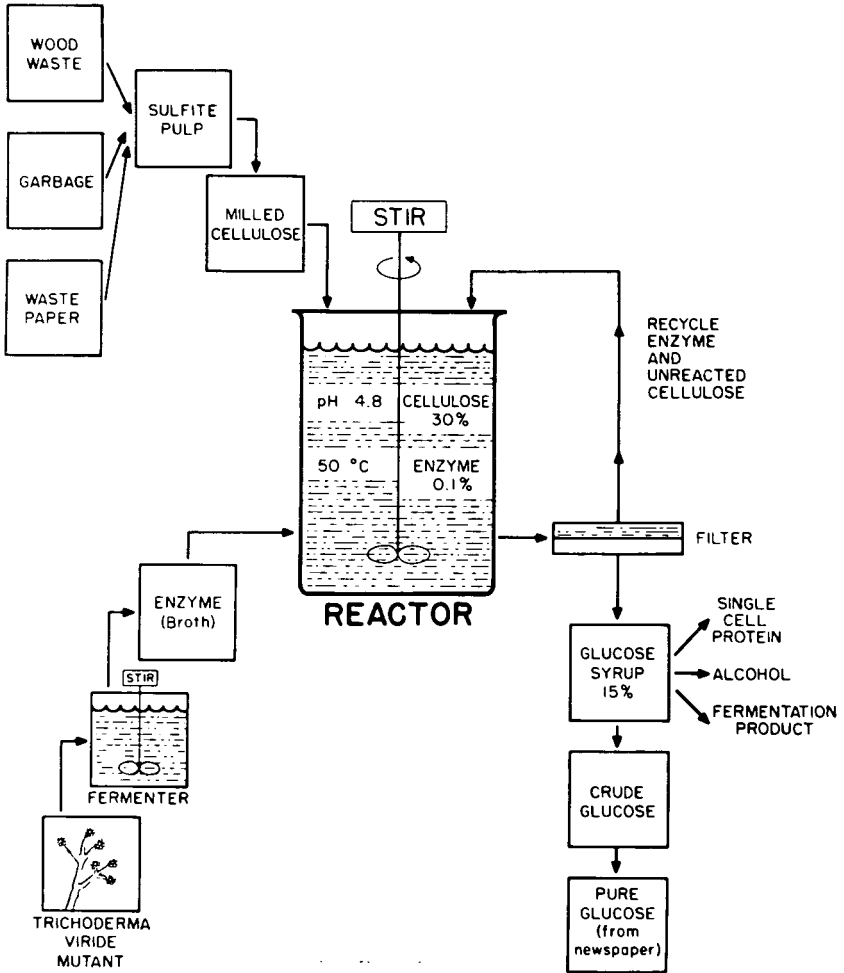 WOOD
WASTE
SULFITE
PULP
GARBAGE
MILLED
CELLULOSE
WASTE
PAPER
STIR
RECYCLE
ENZYME
AND
UNREACTED
CELLULOSE
pH 4.8
CELLULOSE
30%
50 °C
ENZYME
0.1%
FILTER
REACTOR
ENZYME
(Broth)
STIR
FERMENTER
TRICHODERMA
VIRIDE
MUTANT
GLUCOSE
SYRUP
15%
SINGLE
CELL
PROTEIN
ALCOHOL
FERMENTATION
PRODUCT
CRUDE
GLUCOSE
PURE
GLUCOSE
(from
newspaper)